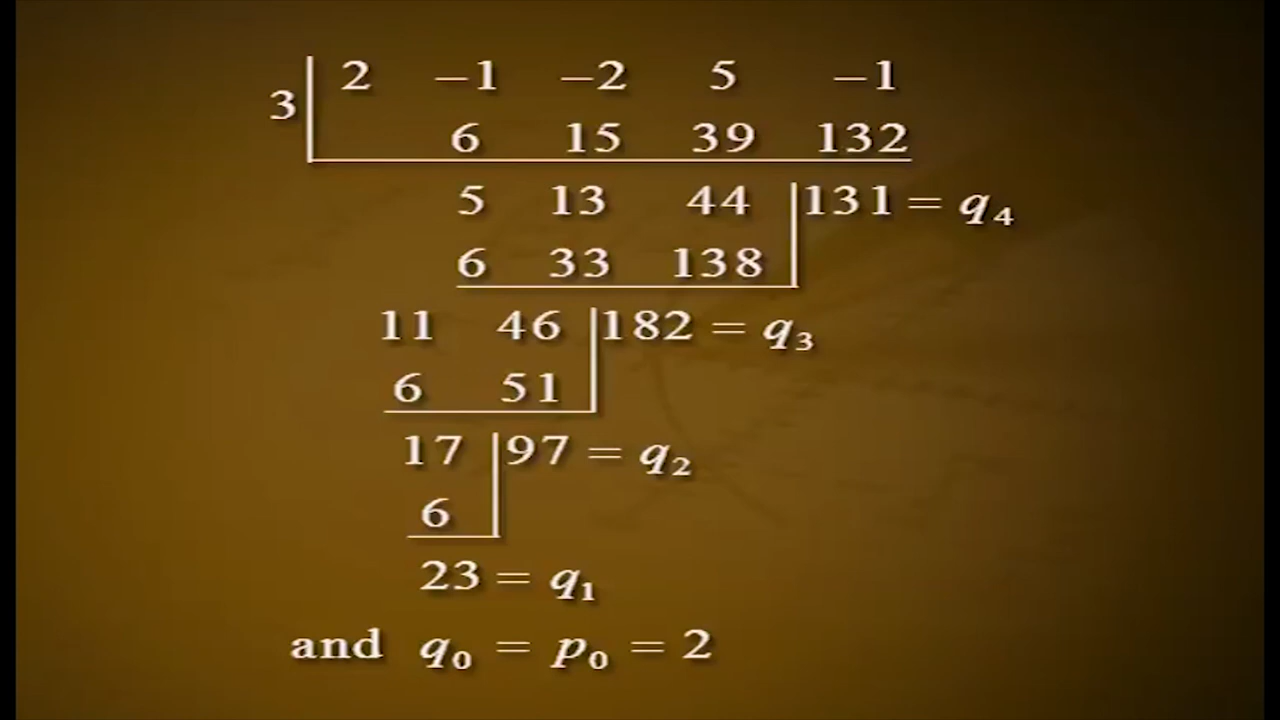 3 | 2 −1 −2 5 −1
6 15 39 132
5 13 44 | 131 = q₄
6 33 138
11 46 | 182 = q₃
6 51
17 | 97 = q₂
6
23 = q₁
and q₀ = p₀ = 2